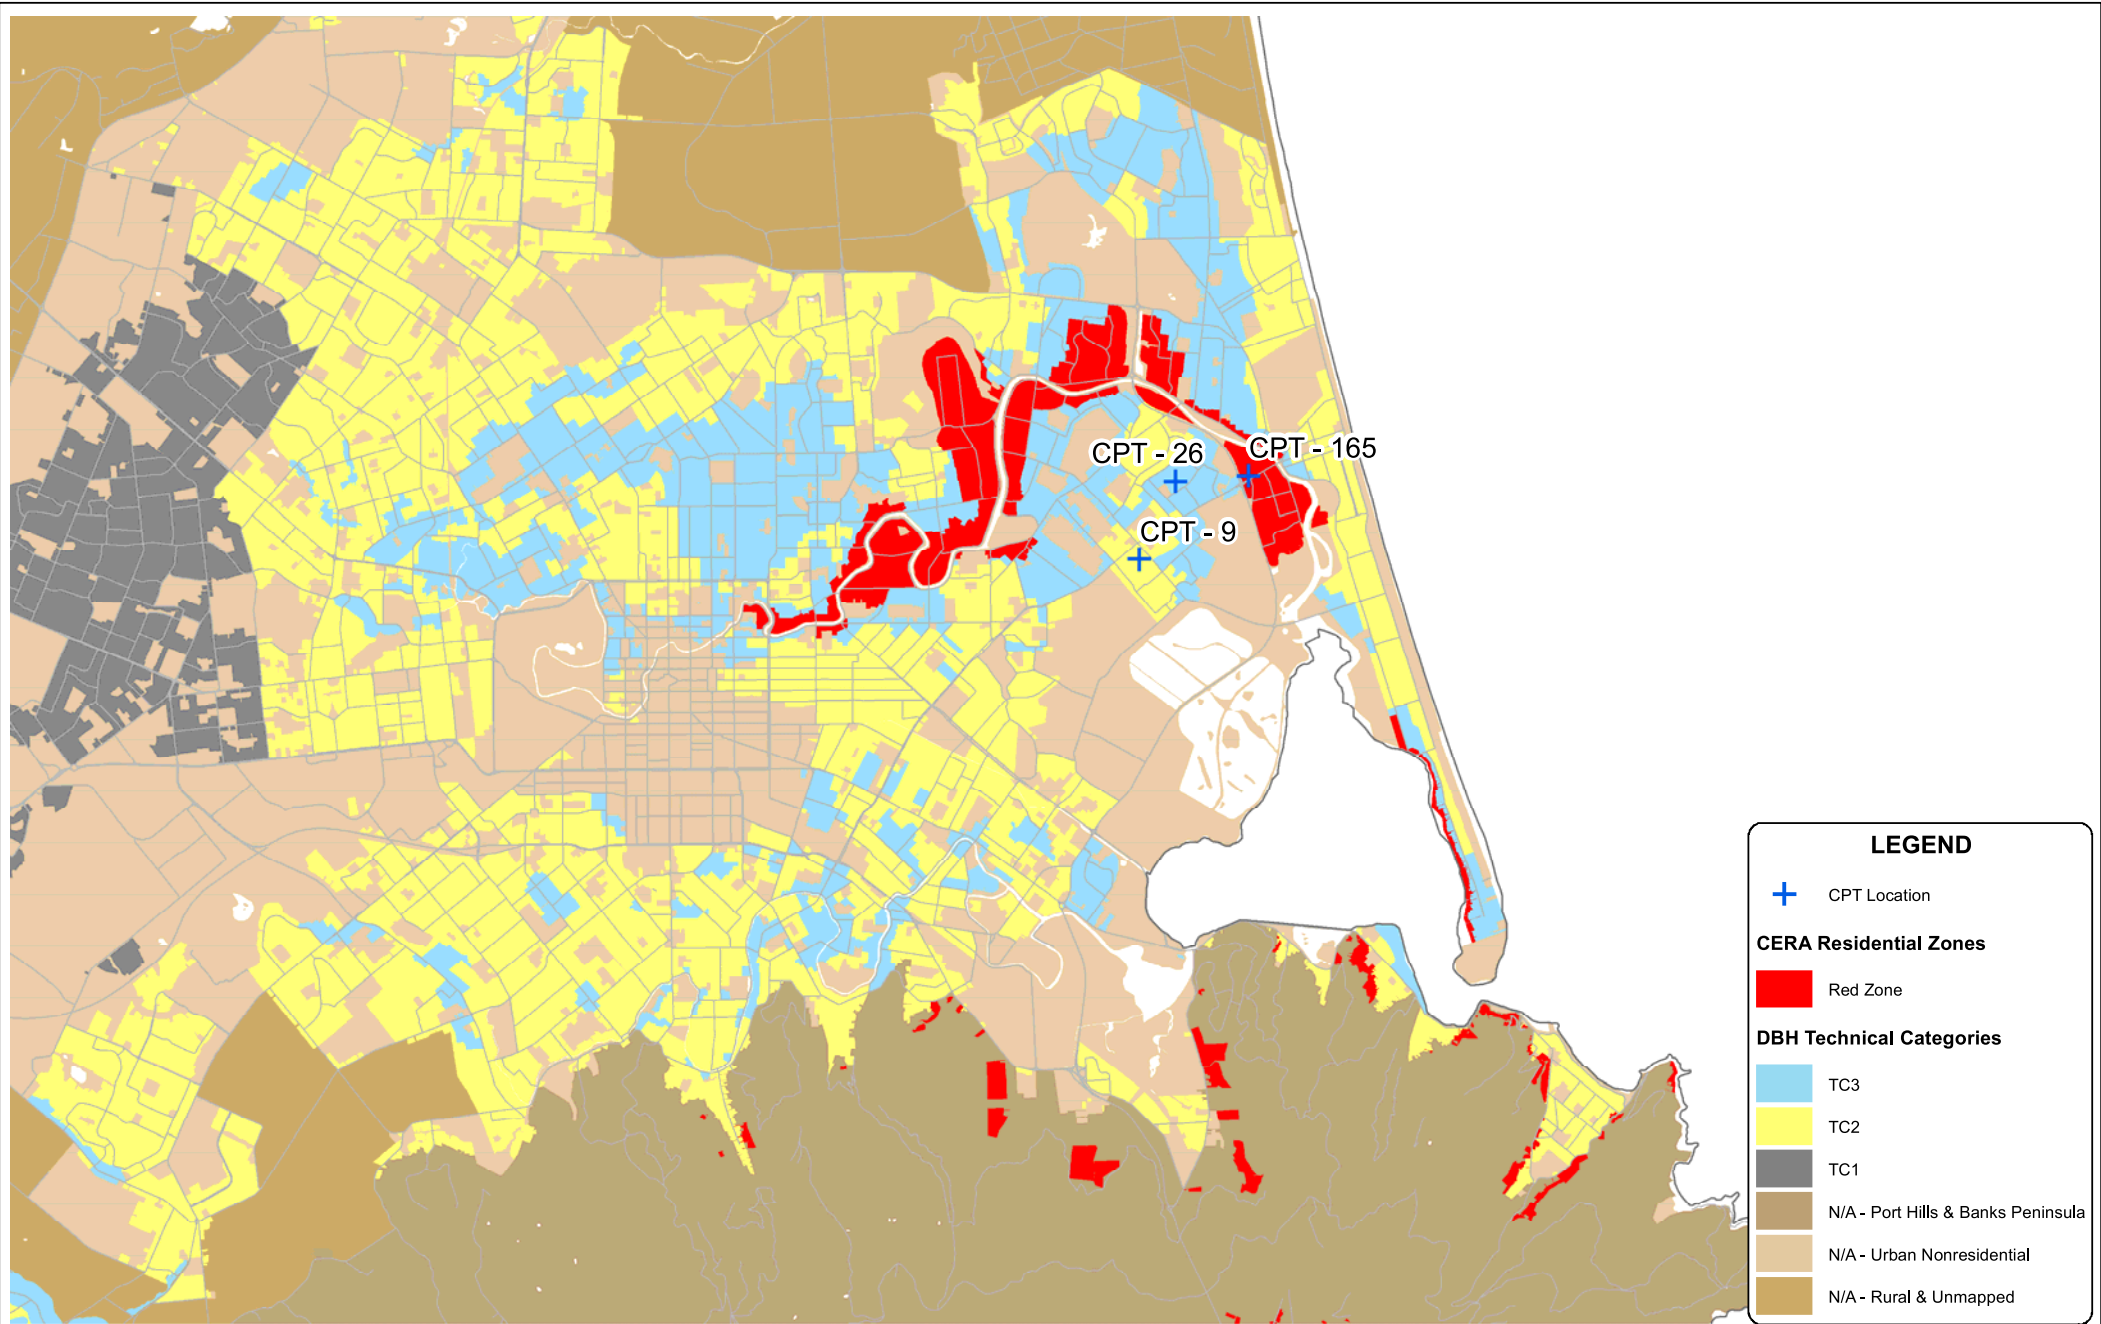 CPT - 26
CPT - 165
CPT - 9
LEGEND
CPT Location
CERA Residential Zones
Red Zone
DBH Technical Categories
TC3
TC2
TC1
N/A - Port Hills & Banks Peninsula
N/A - Urban Nonresidential
N/A - Rural & Unmapped